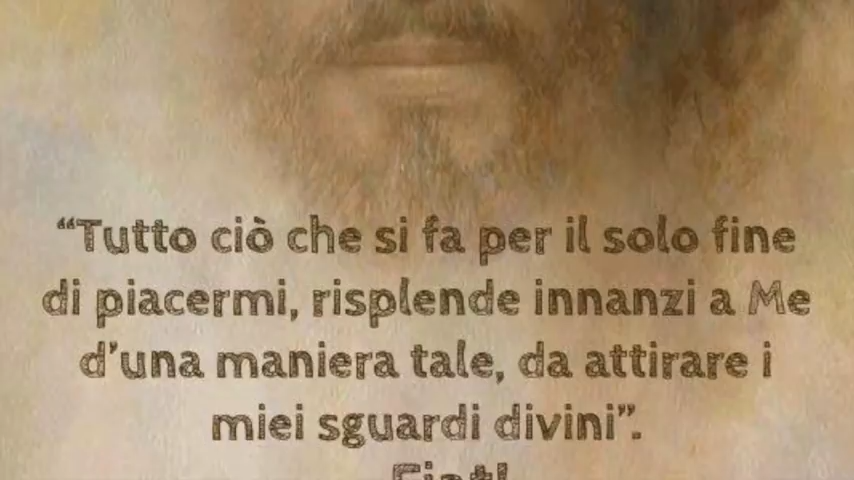 “Tutto ciò che si fa per il solo fine
di piacermi, risplende innanzi a Me
d’una maniera tale, da attirare i
miei sguardi divini”.
Fiat!